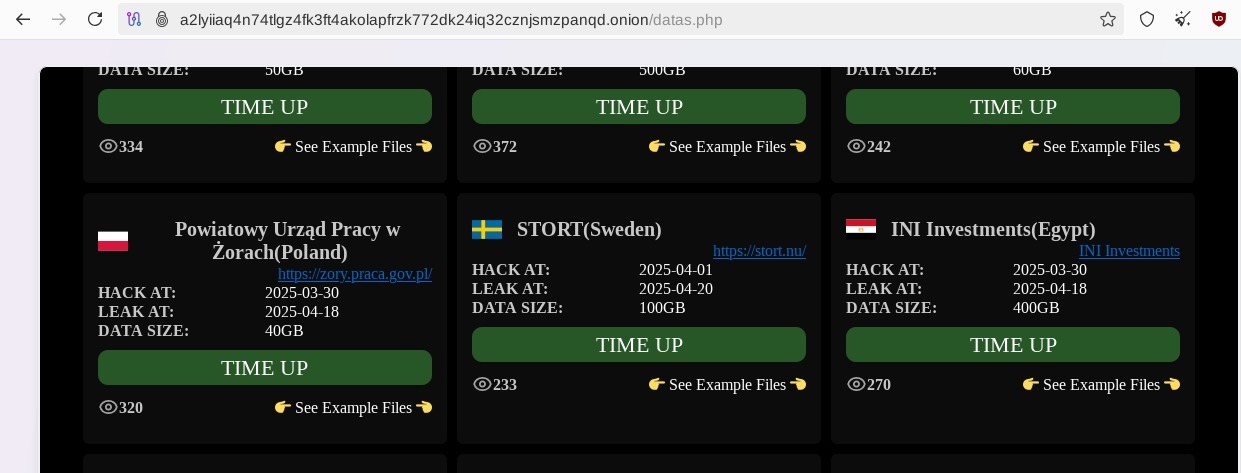 a2lyiiaq4n74tlgz4fk3ft4akolapfrzk772dk24iq32cznjsmzpanqd.onion/datas.php
DATA SIZE: 50GB
TIME UP
334 👉 See Example Files 👈
DATA SIZE: 500GB
TIME UP
372 👉 See Example Files 👈
DATA SIZE: 60GB
TIME UP
242 👉 See Example Files 👈
Powiatowy Urząd Pracy w
Żorach(Poland)
https://zory.praca.gov.pl/
HACK AT: 2025-03-30
LEAK AT: 2025-04-18
DATA SIZE: 40GB
TIME UP
320 👉 See Example Files 👈
STORT(Sweden)
https://stort.nu/
HACK AT: 2025-04-01
LEAK AT: 2025-04-20
DATA SIZE: 100GB
TIME UP
233 👉 See Example Files 👈
INI Investments(Egypt)
INI Investments
HACK AT: 2025-03-30
LEAK AT: 2025-04-18
DATA SIZE: 400GB
TIME UP
270 👉 See Example Files 👈